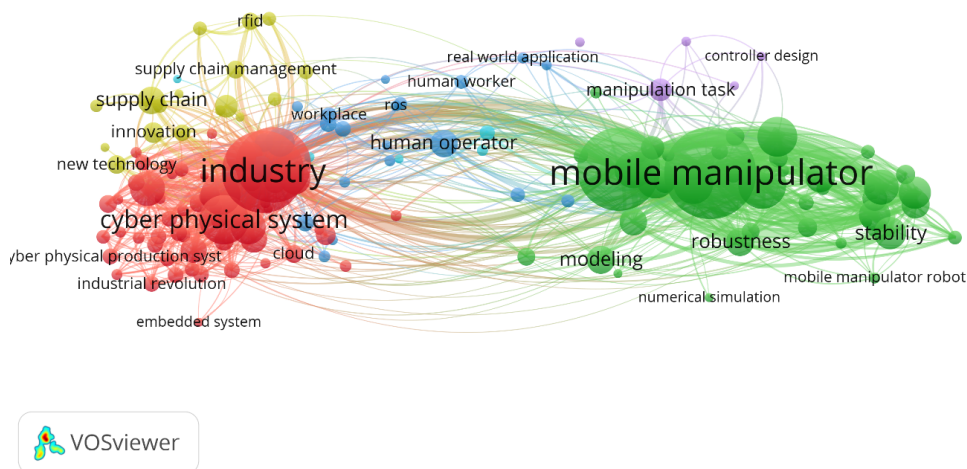 rfid
real world application
controller design
supply chain management
human worker
manipulation task
supply chain
ros
workplace
innovation
human operator
new technology
industry
mobile manipulator
cyber physical system
stability
robustness
cloud
modeling
yber physical production syst
mobile manipulator robot
industrial revolution
numerical simulation
embedded system
VOSviewer